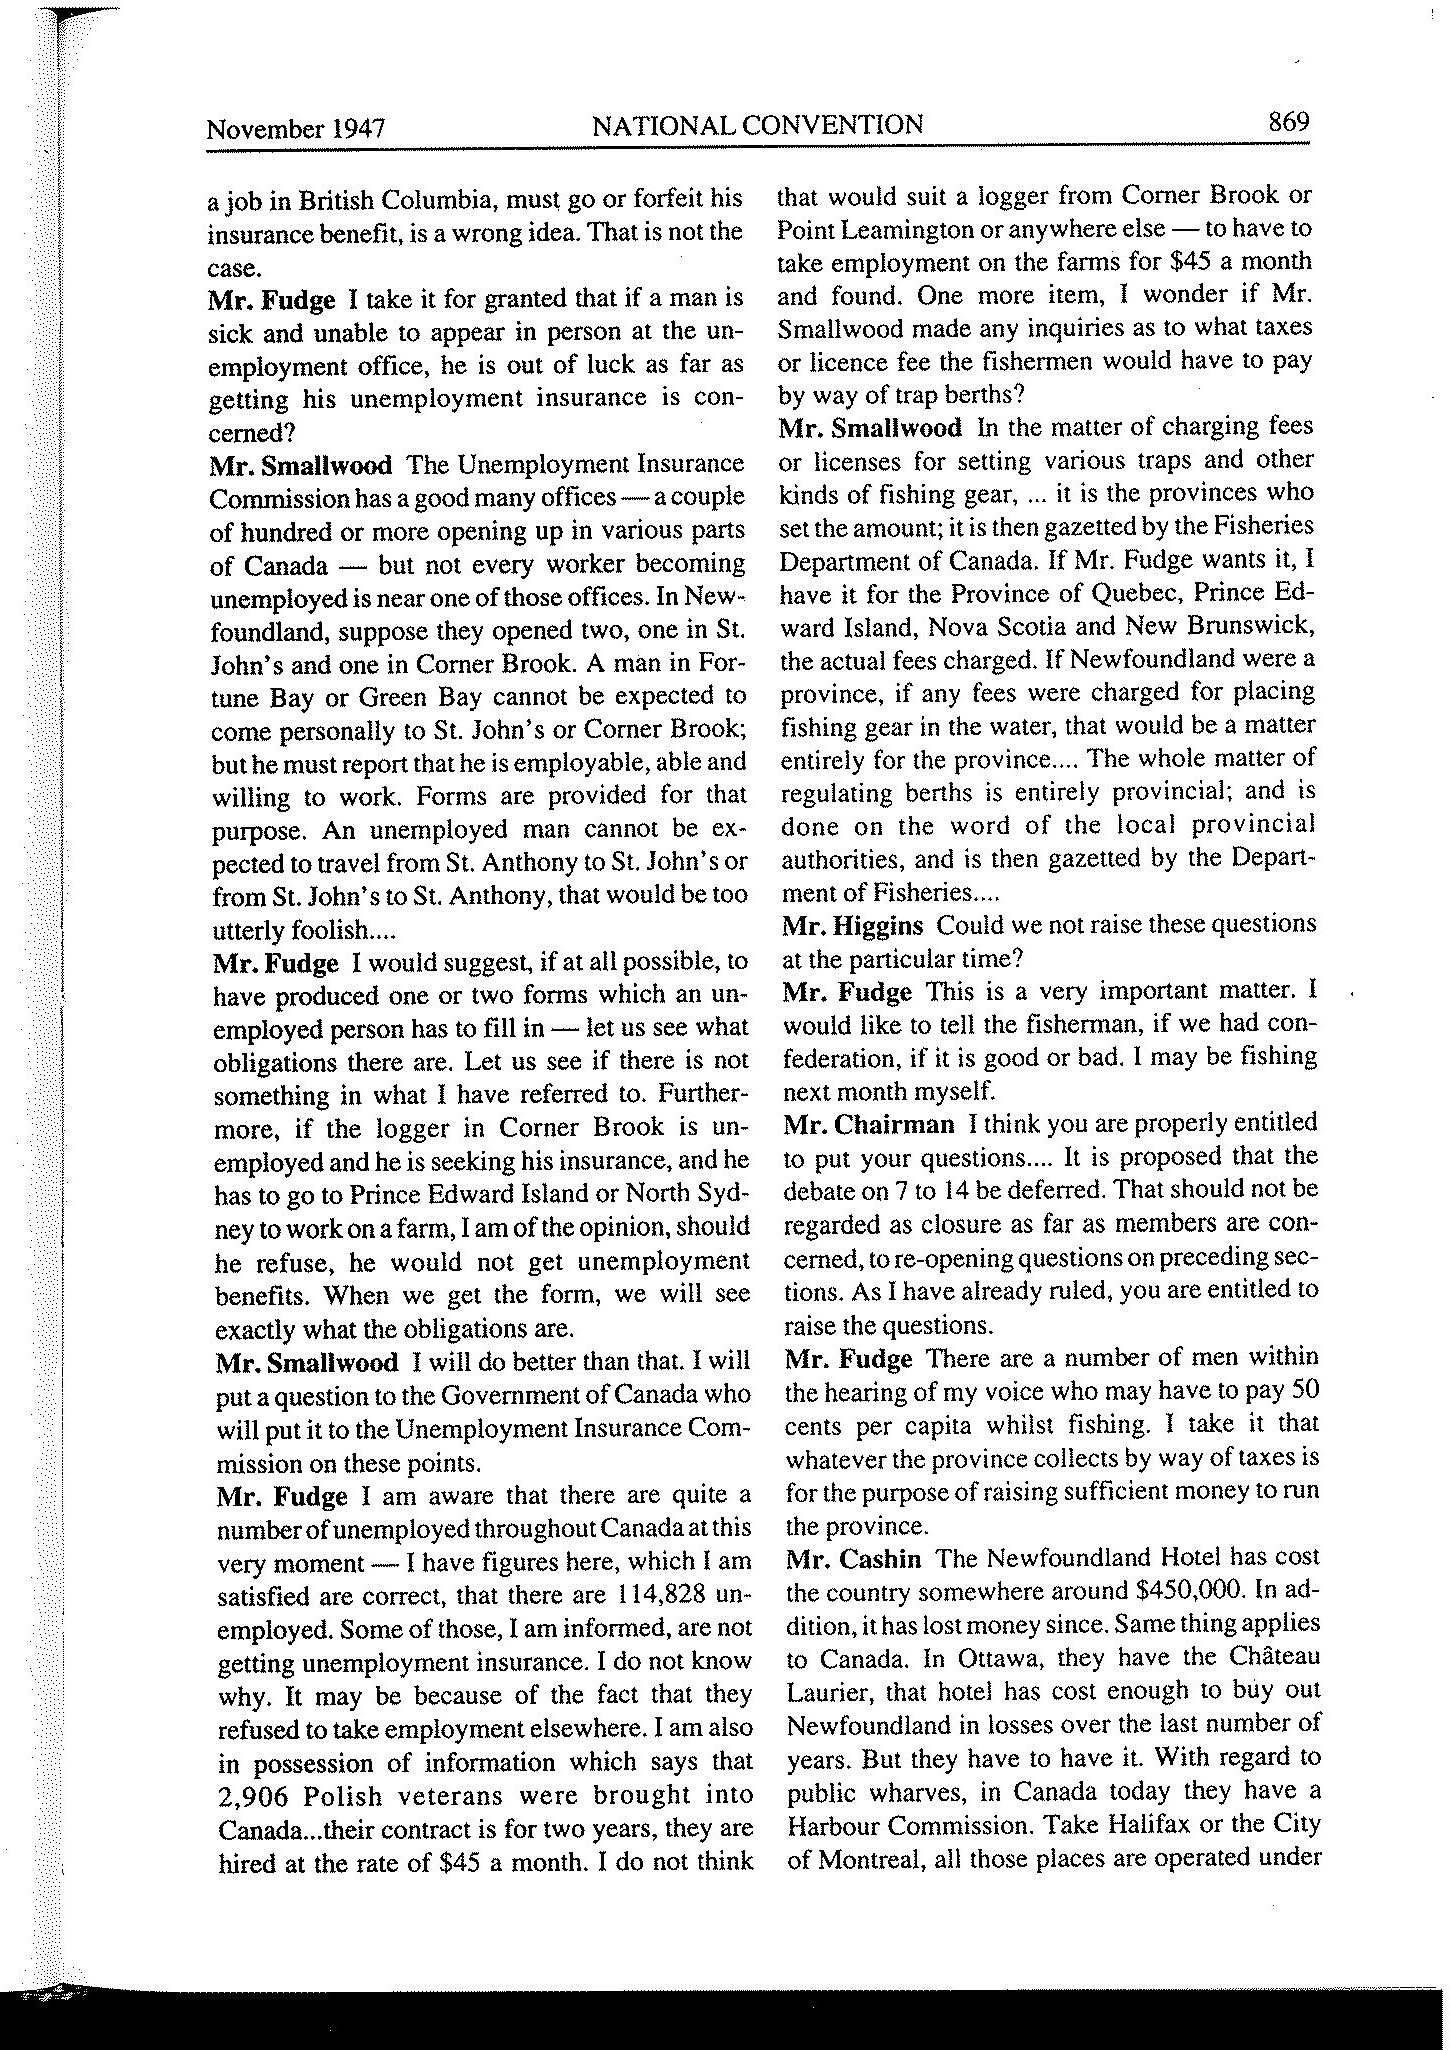 November 1947 NATIONAL CONVENTION 869
a job in British Columbia, must go or forfeit his
insurance benefit, is a wrong idea. That is not the
case.
Mr. Fudge I take it for granted that if a man is
sick and unable to appear in person at the un-
employment office, he is out of luck as far as
getting his unemployment insurance is con-
cerned?
Mr. Smallwood The Unemployment Insurance
Commission has a good many offices — a couple
of hundred or more opening up in various parts
of Canada — but not every worker becoming
unemployed is near one of those offices. In New-
foundland, suppose they opened two, one in St.
John's and one in Corner Brook. A man in For-
tune Bay or Green Bay cannot be expected to
come personally to St. John's or Corner Brook;
but he must report that he is employable, able and
willing to work. Forms are provided for that
purpose. An unemployed man cannot be ex-
pected to travel from St. Anthony to St. John's or
from St. John's to St. Anthony, that would be too
utterly foolish....
Mr. Fudge I would suggest, if at all possible, to
have produced one or two forms which an un-
employed person has to fill in — let us see what
obligations there are. Let us see if there is not
something in what I have referred to. Further-
more, if the logger in Corner Brook is un-
employed and he is seeking his insurance, and he
has to go to Prince Edward Island or North Syd-
ney to work on a farm, I am of the opinion, should
he refuse, he would not get unemployment
benefits. When we get the form, we will see
exactly what the obligations are.
Mr. Smallwood I will do better than that. I will
put a question to the Government of Canada who
will put it to the Unemployment Insurance Com-
mission on these points.
Mr. Fudge I am aware that there are quite a
number of unemployed throughout Canada at this
very moment — I have figures here, which I am
satisfied are correct, that there are 114,828 un-
employed. Some of those, I am informed, are not
getting unemployment insurance. I do not know
why. It may be because of the fact that they
refused to take employment elsewhere. I am also
in possession of information which says that
2,906 Polish veterans were brought into
Canada...their contract is for two years, they are
hired at the rate of $45 a month. I do not think
that would suit a logger from Corner Brook or
Point Leamington or anywhere else — to have to
take employment on the farms for $45 a month
and found. One more item, I wonder if Mr.
Smallwood made any inquiries as to what taxes
or licence fee the fishermen would have to pay
by way of trap berths?
Mr. Smallwood In the matter of charging fees
or licenses for setting various traps and other
kinds of fishing gear, ... it is the provinces who
set the amount; it is then gazetted by the Fisheries
Department of Canada. If Mr. Fudge wants it, I
have it for the Province of Quebec, Prince Ed-
ward Island, Nova Scotia and New Brunswick,
the actual fees charged. If Newfoundland were a
province, if any fees were charged for placing
fishing gear in the water, that would be a matter
entirely for the province.... The whole matter of
regulating berths is entirely provincial; and is
done on the word of the local provincial
authorities, and is then gazetted by the Depart-
ment of Fisheries....
Mr. Higgins Could we not raise these questions
at the particular time?
Mr. Fudge This is a very important matter. I
would like to tell the fisherman, if we had con-
federation, if it is good or bad. I may be fishing
next month myself.
Mr. Chairman I think you are properly entitled
to put your questions.... It is proposed that the
debate on 7 to 14 be deferred. That should not be
regarded as closure as far as members are con-
cerned, to re-opening questions on preceding sec-
tions. As I have already ruled, you are entitled to
raise the questions.
Mr. Fudge There are a number of men within
the hearing of my voice who may have to pay 50
cents per capita whilst fishing. I take it that
whatever the province collects by way of taxes is
for the purpose of raising sufficient money to run
the province.
Mr. Cashin The Newfoundland Hotel has cost
the country somewhere around $450,000. In ad-
dition, it has lost money since. Same thing applies
to Canada. In Ottawa, they have the Château
Laurier, that hotel has cost enough to buy out
Newfoundland in losses over the last number of
years. But they have to have it. With regard to
public wharves, in Canada today they have a
Harbour Commission. Take Halifax or the City
of Montreal, all those places are operated under